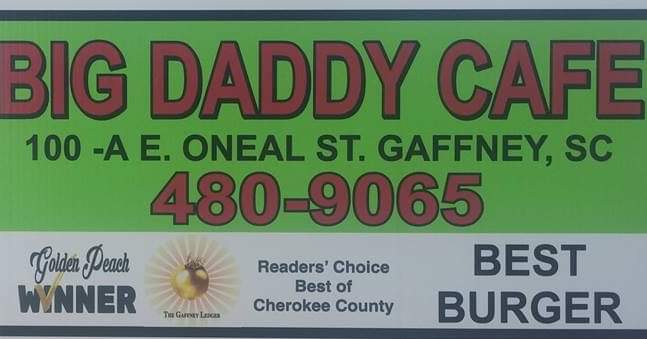 BIG DADDY CAFE
100 -A E. ONEAL ST. GAFFNEY, SC
480-9065
Golden Peach
WINNER
THE GAFFNEY LEDGER
Readers' Choice
Best of
Cherokee County
BEST
BURGER